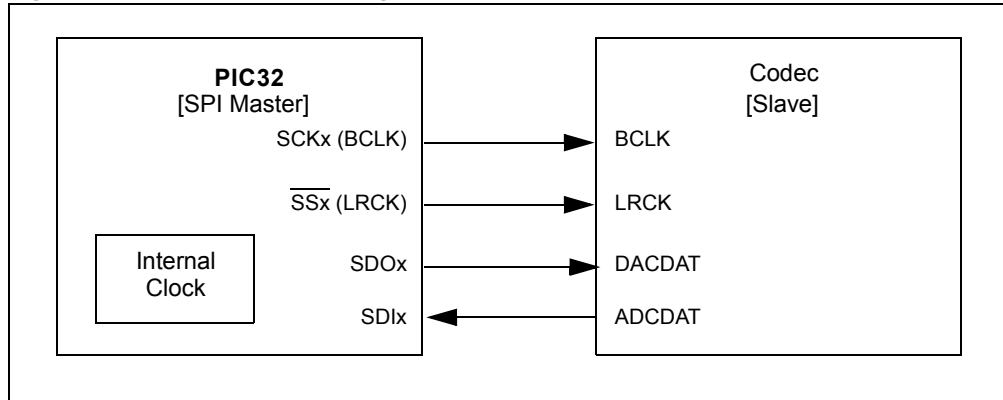 PIC32
[SPI Master]
Codec
[Slave]
SCKx (BCLK)
BCLK
SSx (LRCK)
LRCK
Internal
Clock
SDOx
DACDAT
SDIx
ADCDAT